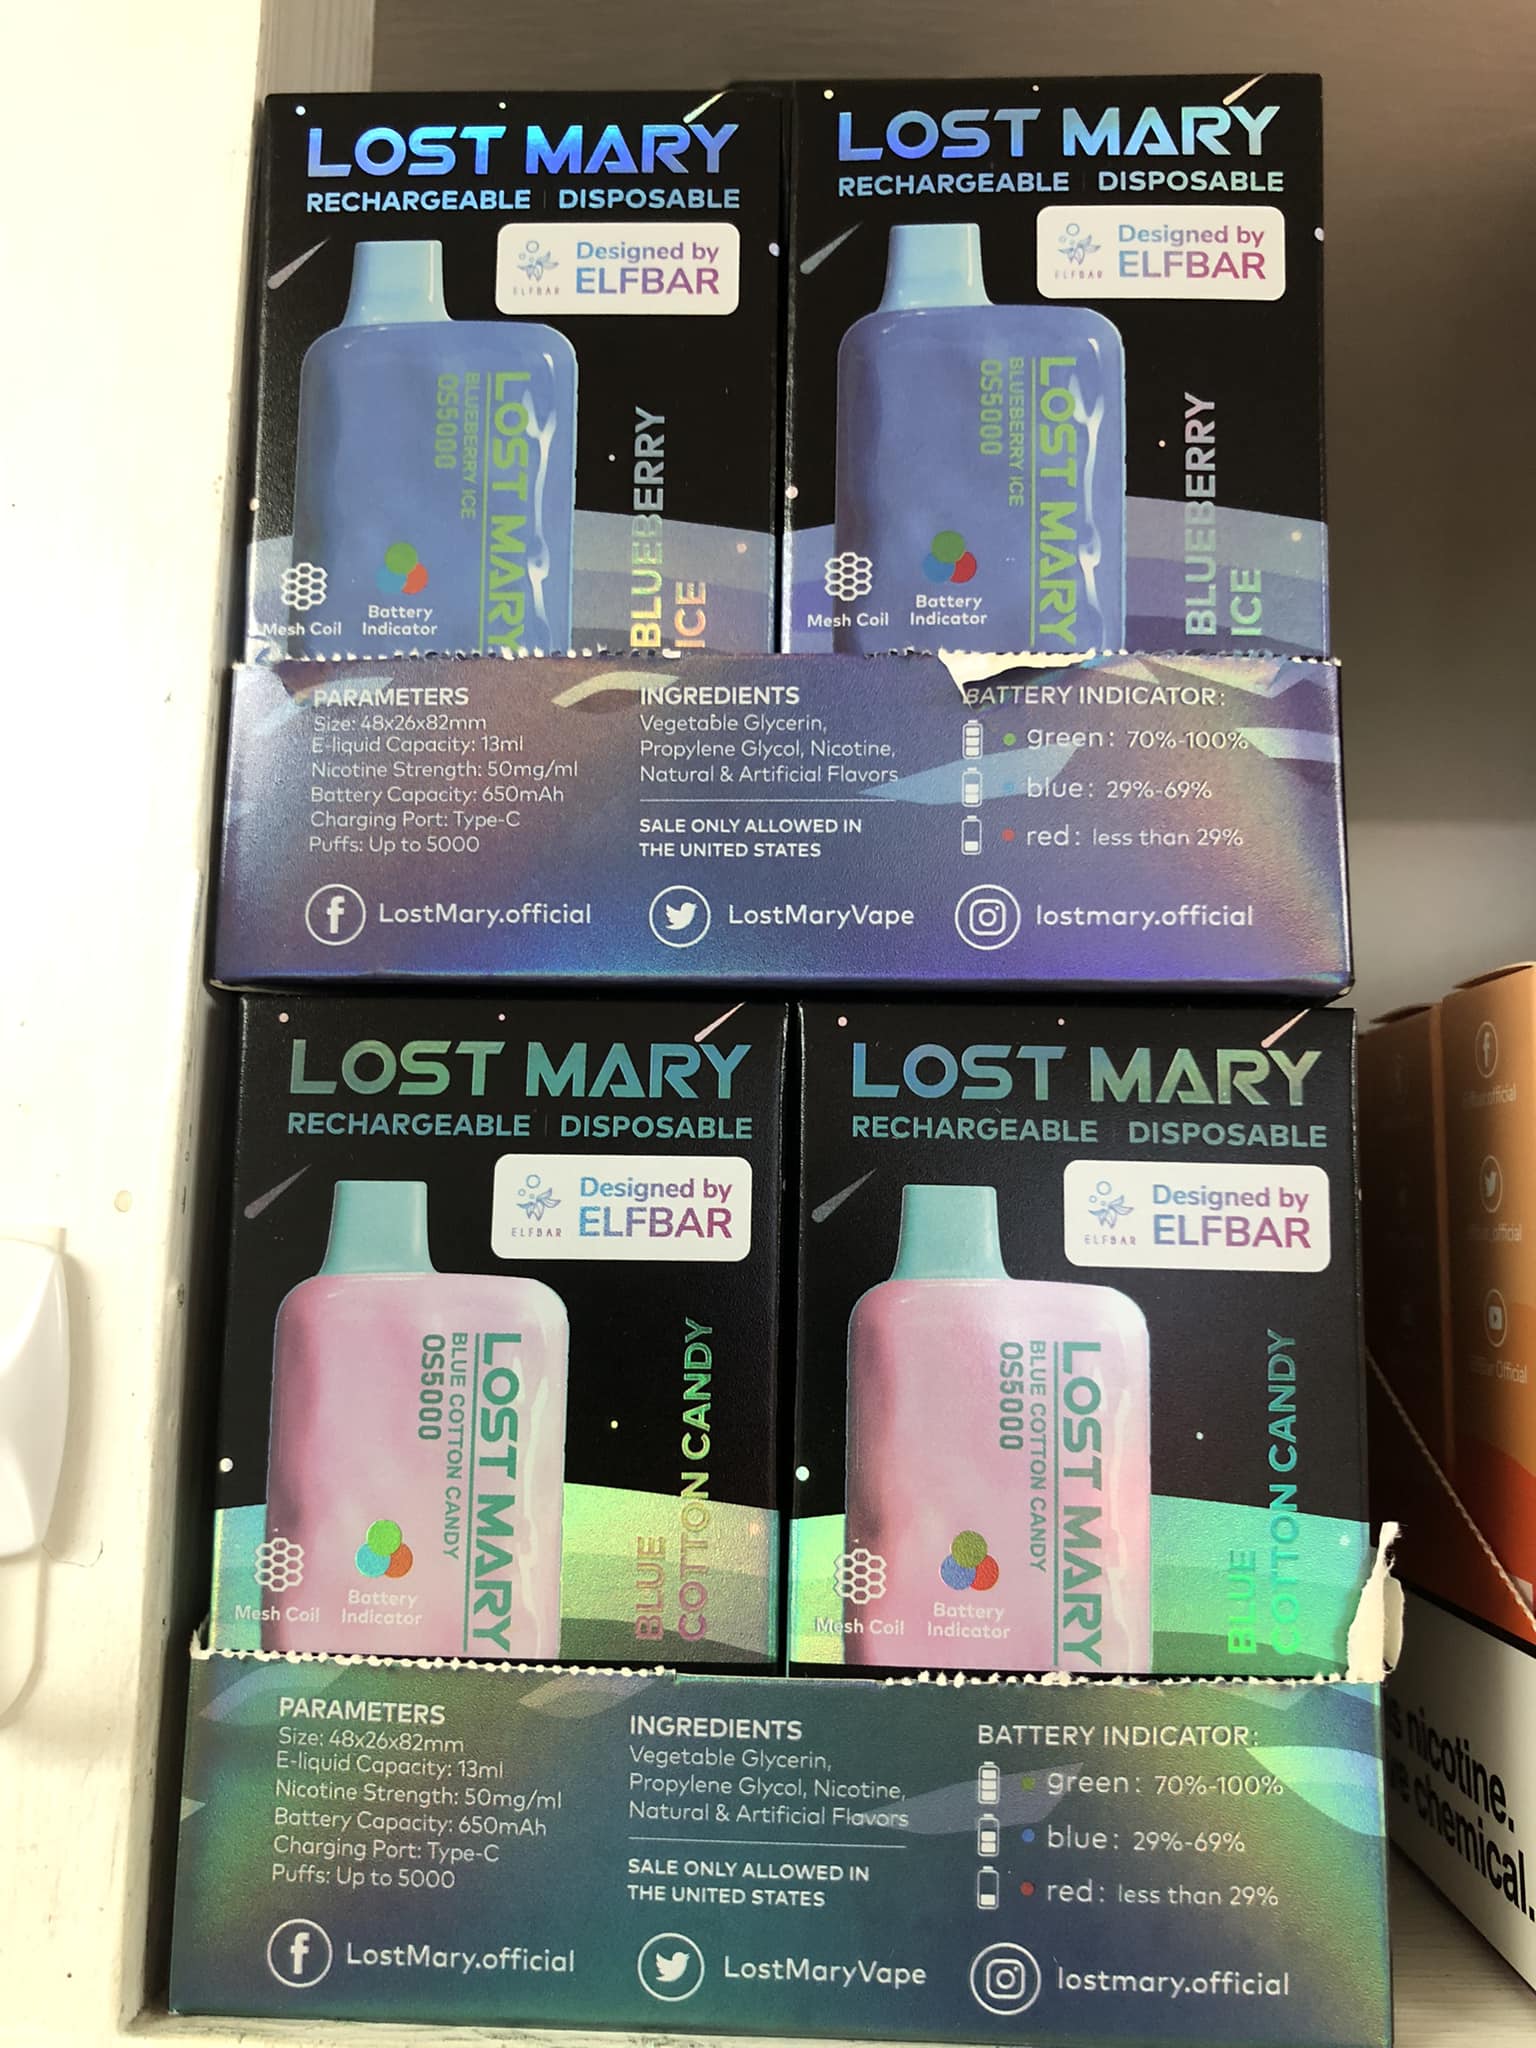 LOST MARY
RECHARGEABLE | DISPOSABLE
ELFBAR
Designed by
ELFBAR
LOST MARY
BLUEBERRY ICE
OS5000
Mesh Coil
Battery
Indicator
BLUEBERRY
ICE
LOST MARY
RECHARGEABLE | DISPOSABLE
ELFBAR
Designed by
ELFBAR
LOST MARY
BLUEBERRY ICE
OS5000
Mesh Coil
Battery
Indicator
BLUEBERRY
ICE
PARAMETERS
Size: 48x26x82mm
E-liquid Capacity: 13ml
Nicotine Strength: 50mg/ml
Battery Capacity: 650mAh
Charging Port: Type-C
Puffs: Up to 5000
INGREDIENTS
Vegetable Glycerin,
Propylene Glycol, Nicotine,
Natural & Artificial Flavors
SALE ONLY ALLOWED IN
THE UNITED STATES
BATTERY INDICATOR:
green: 70%-100%
blue: 29%-69%
red: less than 29%
LostMary.official
LostMaryVape
lostmary.official
LOST MARY
RECHARGEABLE | DISPOSABLE
ELFBAR
Designed by
ELFBAR
LOST MARY
BLUE COTTON CANDY
OS5000
Mesh Coil
Battery
Indicator
BLUE
COTTON CANDY
LOST MARY
RECHARGEABLE DISPOSABLE
ELFBAR
Designed by
ELFBAR
LOST MARY
BLUE COTTON CANDY
OS5000
Mesh Coil
Battery
Indicator
BLUE
COTTON CANDY
PARAMETERS
Size: 48x26x82mm
E-liquid Capacity: 13ml
Nicotine Strength: 50mg/ml
Battery Capacity: 650mAh
Charging Port: Type-C
Puffs: Up to 5000
INGREDIENTS
Vegetable Glycerin,
Propylene Glycol, Nicotine,
Natural & Artificial Flavors
SALE ONLY ALLOWED IN
THE UNITED STATES
BATTERY INDICATOR:
green: 70%-100%
blue: 29%-69%
red: less than 29%
LostMary.official
LostMaryVape
lostmary.official
Official
nicotine.
chemical.